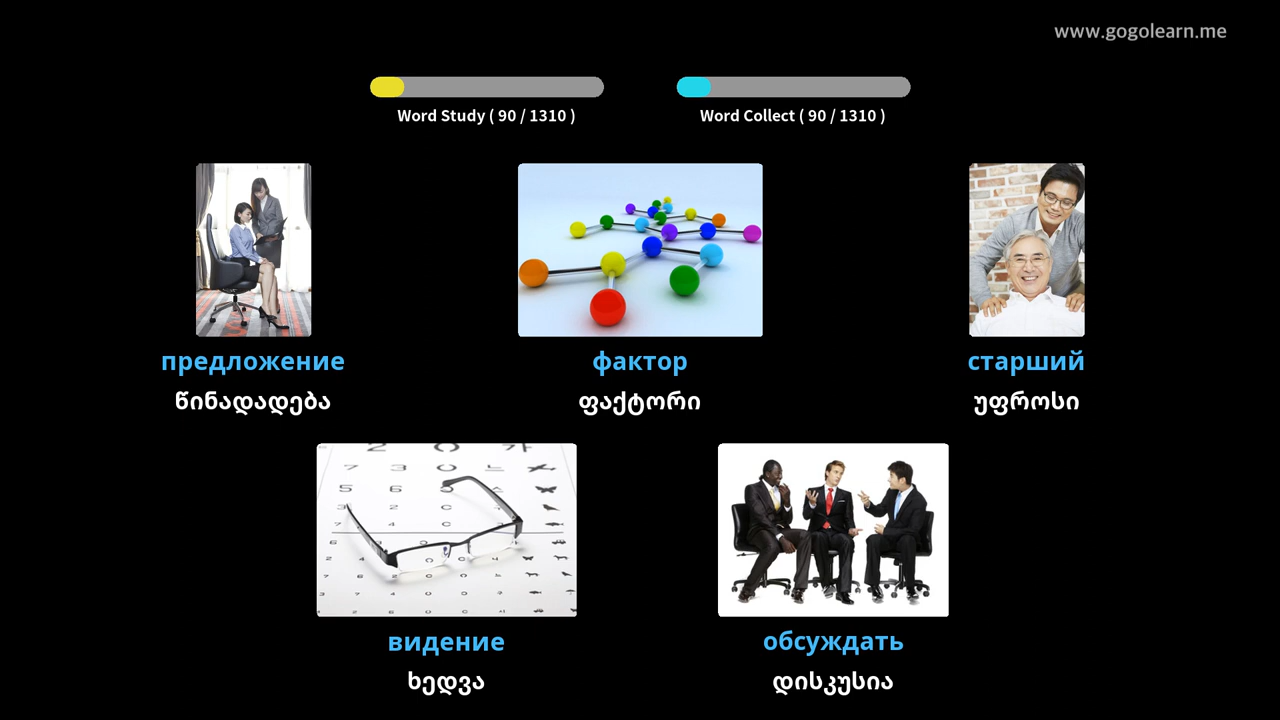 www.gogolearn.me
Word Study ( 90 / 1310 )
Word Collect ( 90 / 1310 )
предложение
фактор
старший
წინადადება
ფაქტორი
უფროსი
видение
обсуждать
ხედვა
დისკუსია